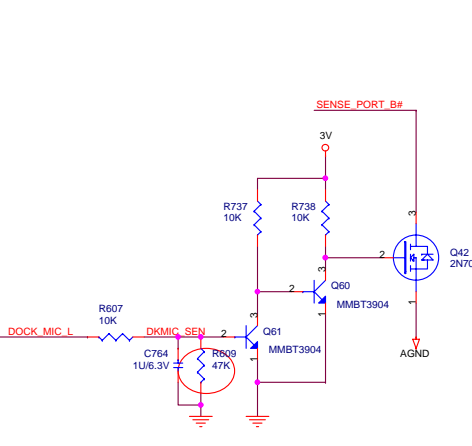 SENSE_PORT_B#
3V
R737
10K
R738
10K
3
2
Q42
2N70
1
3
Q60
2
MMBT3904
1
AGND
R607
10K
DOCK_MIC_L
DKMIC_SEN
2
3
Q61
MMBT3904
1
C764
1U/6.3V
R609
47K